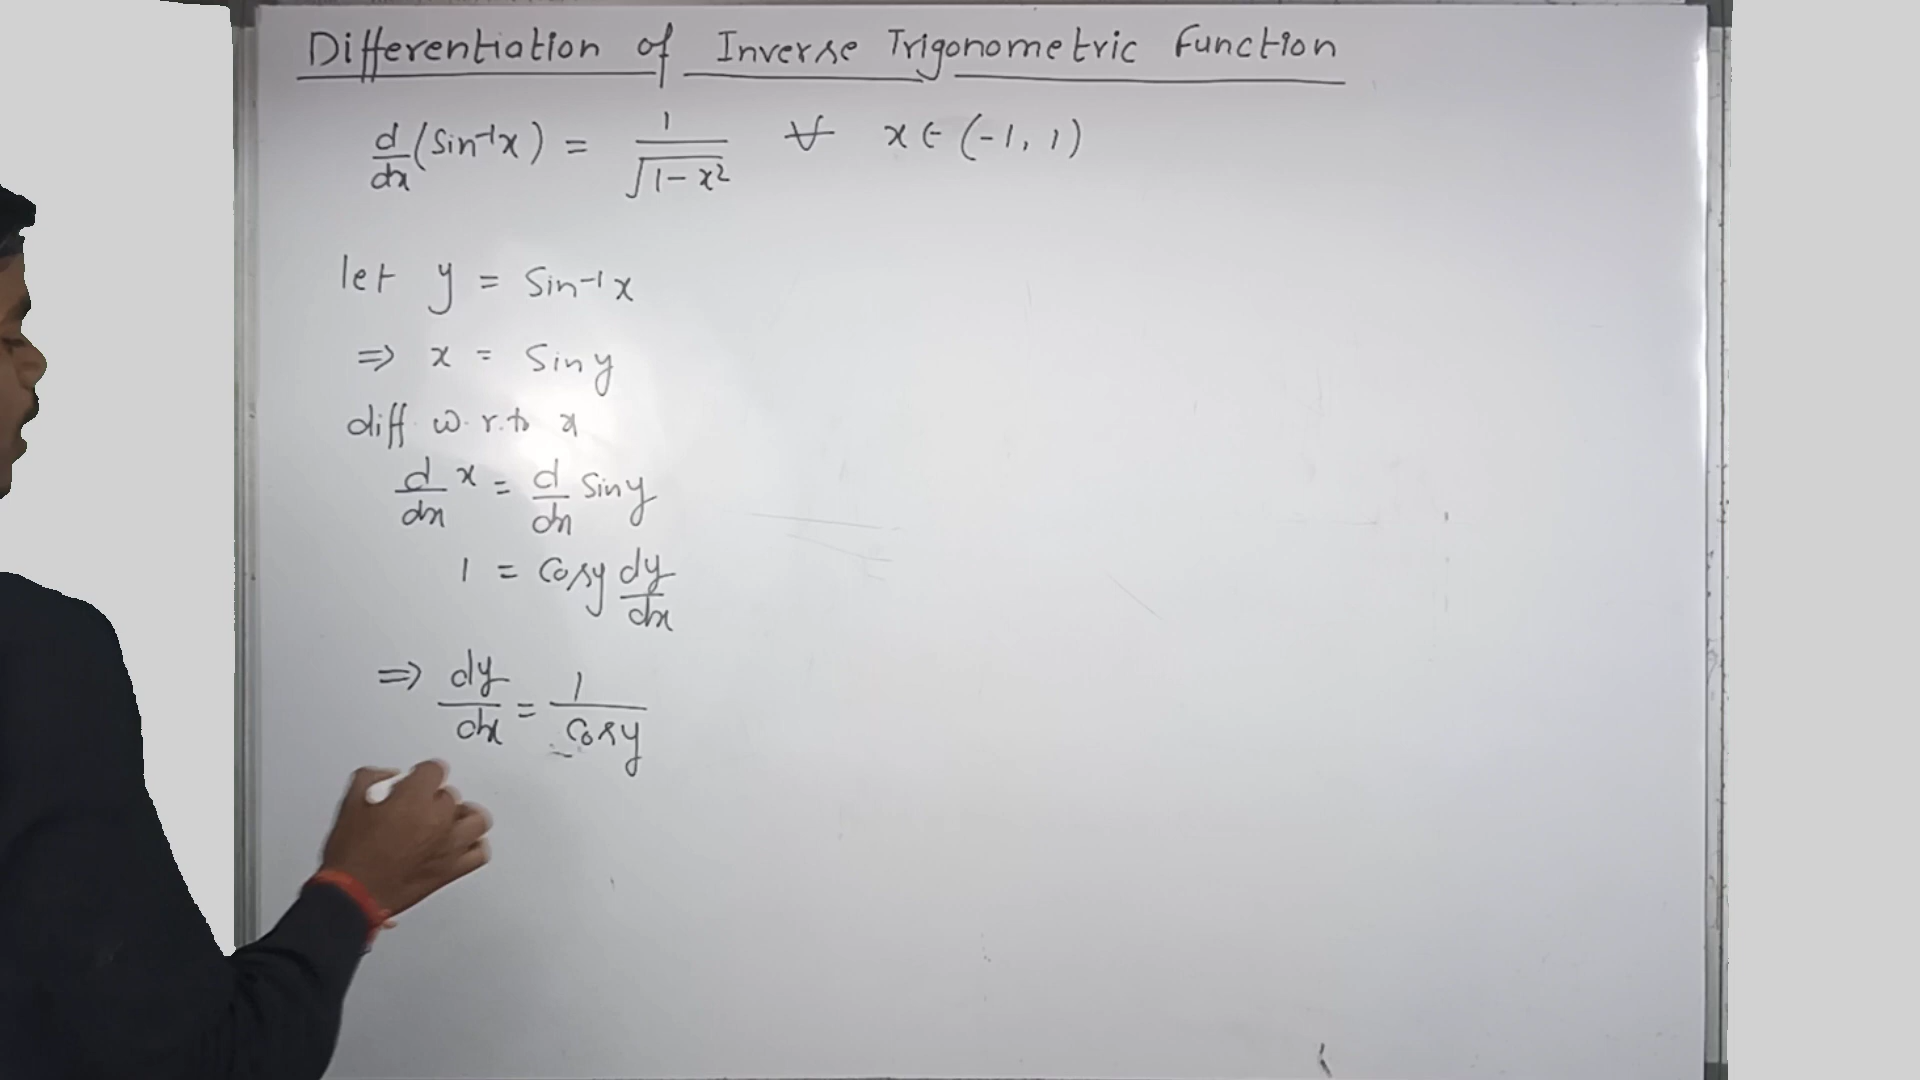 Differentiation of Inverse Trigonometric Function
d/dx (Sin⁻¹x) = 1/√(1-x²) ∀ x ∈ (-1, 1)
let y = Sin⁻¹x
⇒ x = Sin y
diff w.r.to x
d/dx x = d/dx Sin y
1 = Cos y dy/dx
⇒ dy/dx = 1/Cos y